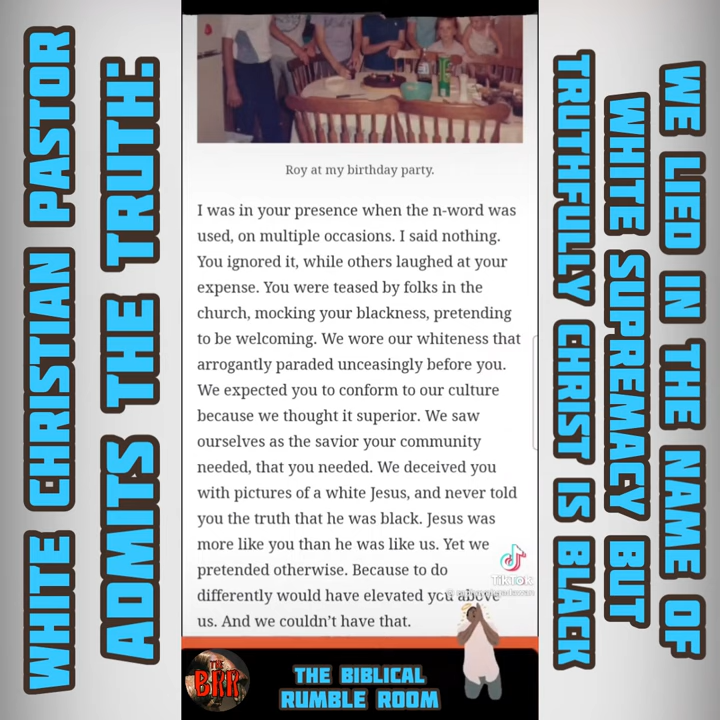 WHITE CHRISTIAN PASTOR
ADMITS THE TRUTH:
Roy at my birthday party.
I was in your presence when the n-word was
used, on multiple occasions. I said nothing.
You ignored it, while others laughed at your
expense. You were teased by folks in the
church, mocking your blackness, pretending
to be welcoming. We wore our whiteness that
arrogantly paraded unceasingly before you.
We expected you to conform to our culture
because we thought it superior. We saw
ourselves as the savior your community
needed, that you needed. We deceived you
with pictures of a white Jesus, and never told
you the truth that he was black. Jesus was
more like you than he was like us. Yet we
pretended otherwise. Because to do
differently would have elevated you above
us. And we couldn’t have that.
TikTok
THE
BRR
THE BIBLICAL
RUMBLE ROOM
WE LIED IN THE NAME OF
WHITE SUPREMACY BUT
TRUTHFULLY CHRIST IS BLACK